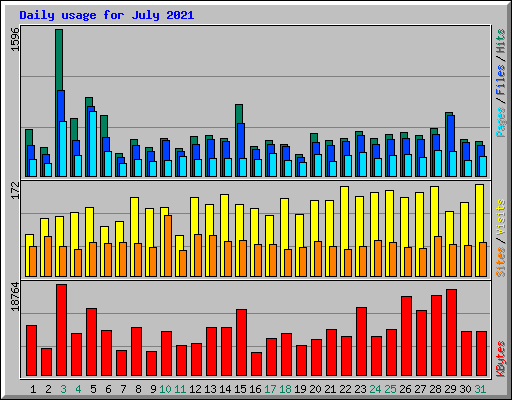 Daily usage for July 2021
1596
Pages / Files / Hits
172
Sites / Visits
18764
KBytes
1 2 3 4 5 6 7 8 9 10 11 12 13 14 15 16 17 18 19 20 21 22 23 24 25 26 27 28 29 30 31